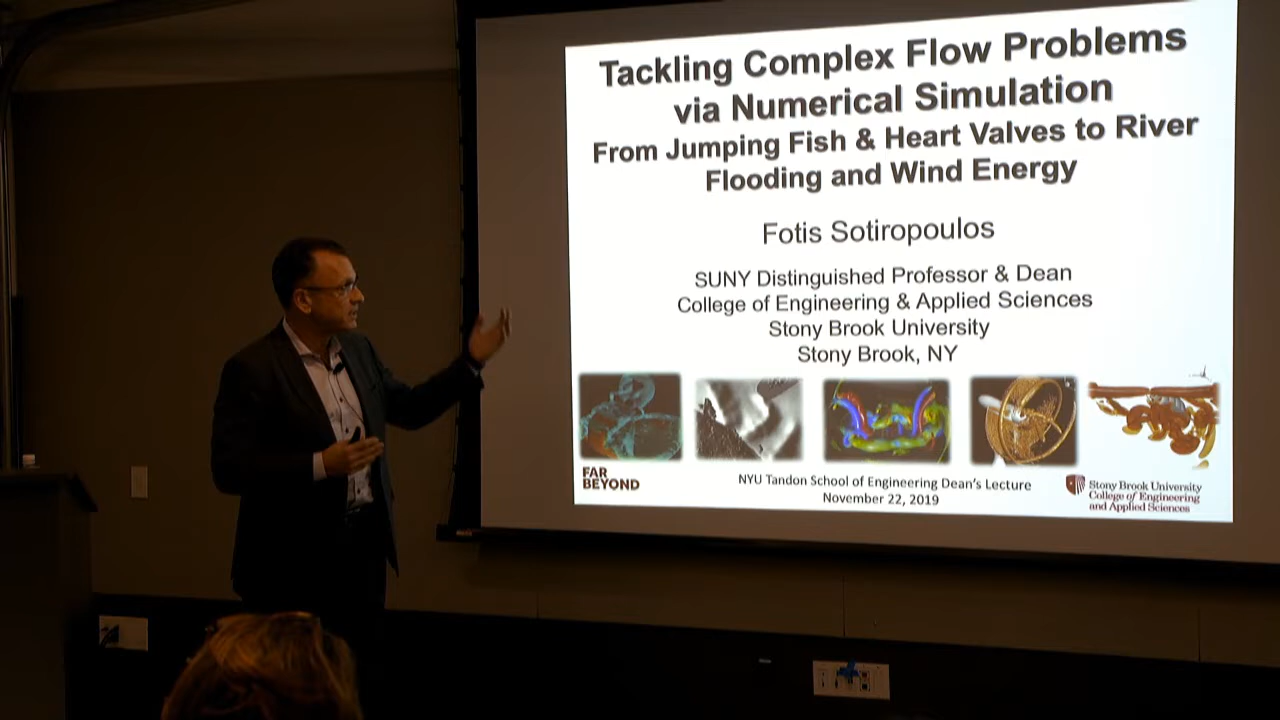 Tackling Complex Flow Problems
via Numerical Simulation
From Jumping Fish & Heart Valves to River
Flooding and Wind Energy
Fotis Sotiropoulos
SUNY Distinguished Professor & Dean
College of Engineering & Applied Sciences
Stony Brook University
Stony Brook, NY
FAR
BEYOND
NYU Tandon School of Engineering Dean's Lecture
November 22, 2019
Stony Brook University
College of Engineering
and Applied Sciences